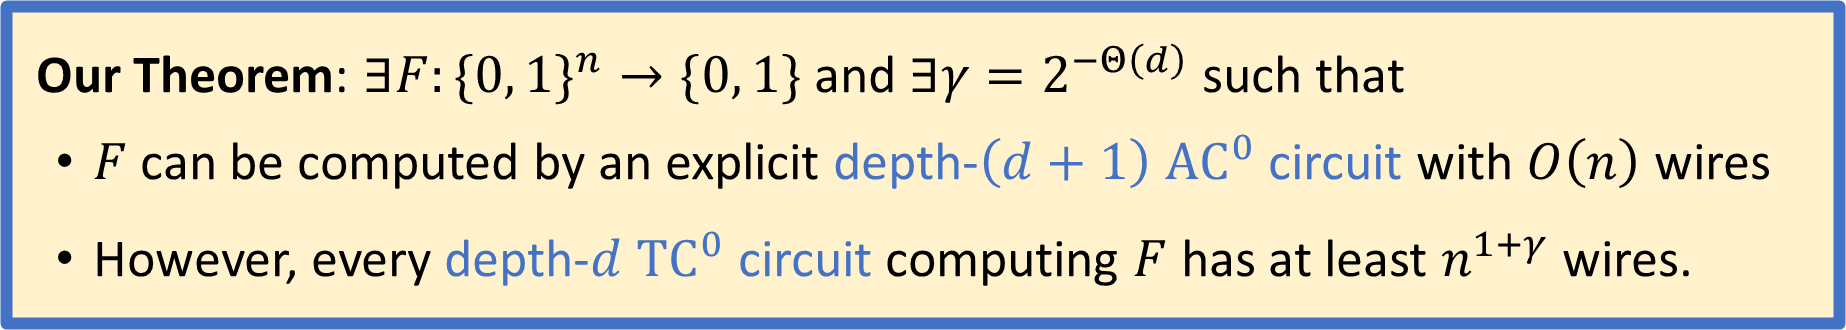 Our Theorem: ∃F: {0, 1}ⁿ → {0, 1} and ∃γ = 2^{−Θ(d)} such that
• F can be computed by an explicit depth-(d + 1) AC⁰ circuit with O(n) wires
• However, every depth-d TC⁰ circuit computing F has at least n^{1+γ} wires.